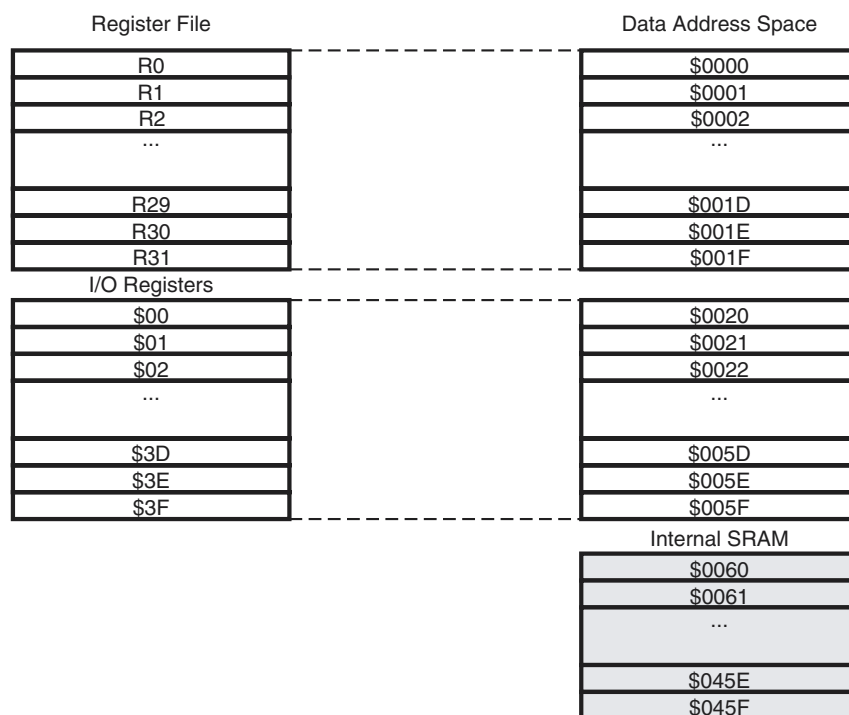 Register File
Data Address Space
R0
$0000
R1
$0001
R2
$0002
...
...
R29
$001D
R30
$001E
R31
$001F
I/O Registers
$00
$0020
$01
$0021
$02
$0022
...
...
$3D
$005D
$3E
$005E
$3F
$005F
Internal SRAM
$0060
$0061
...
$045E
$045F